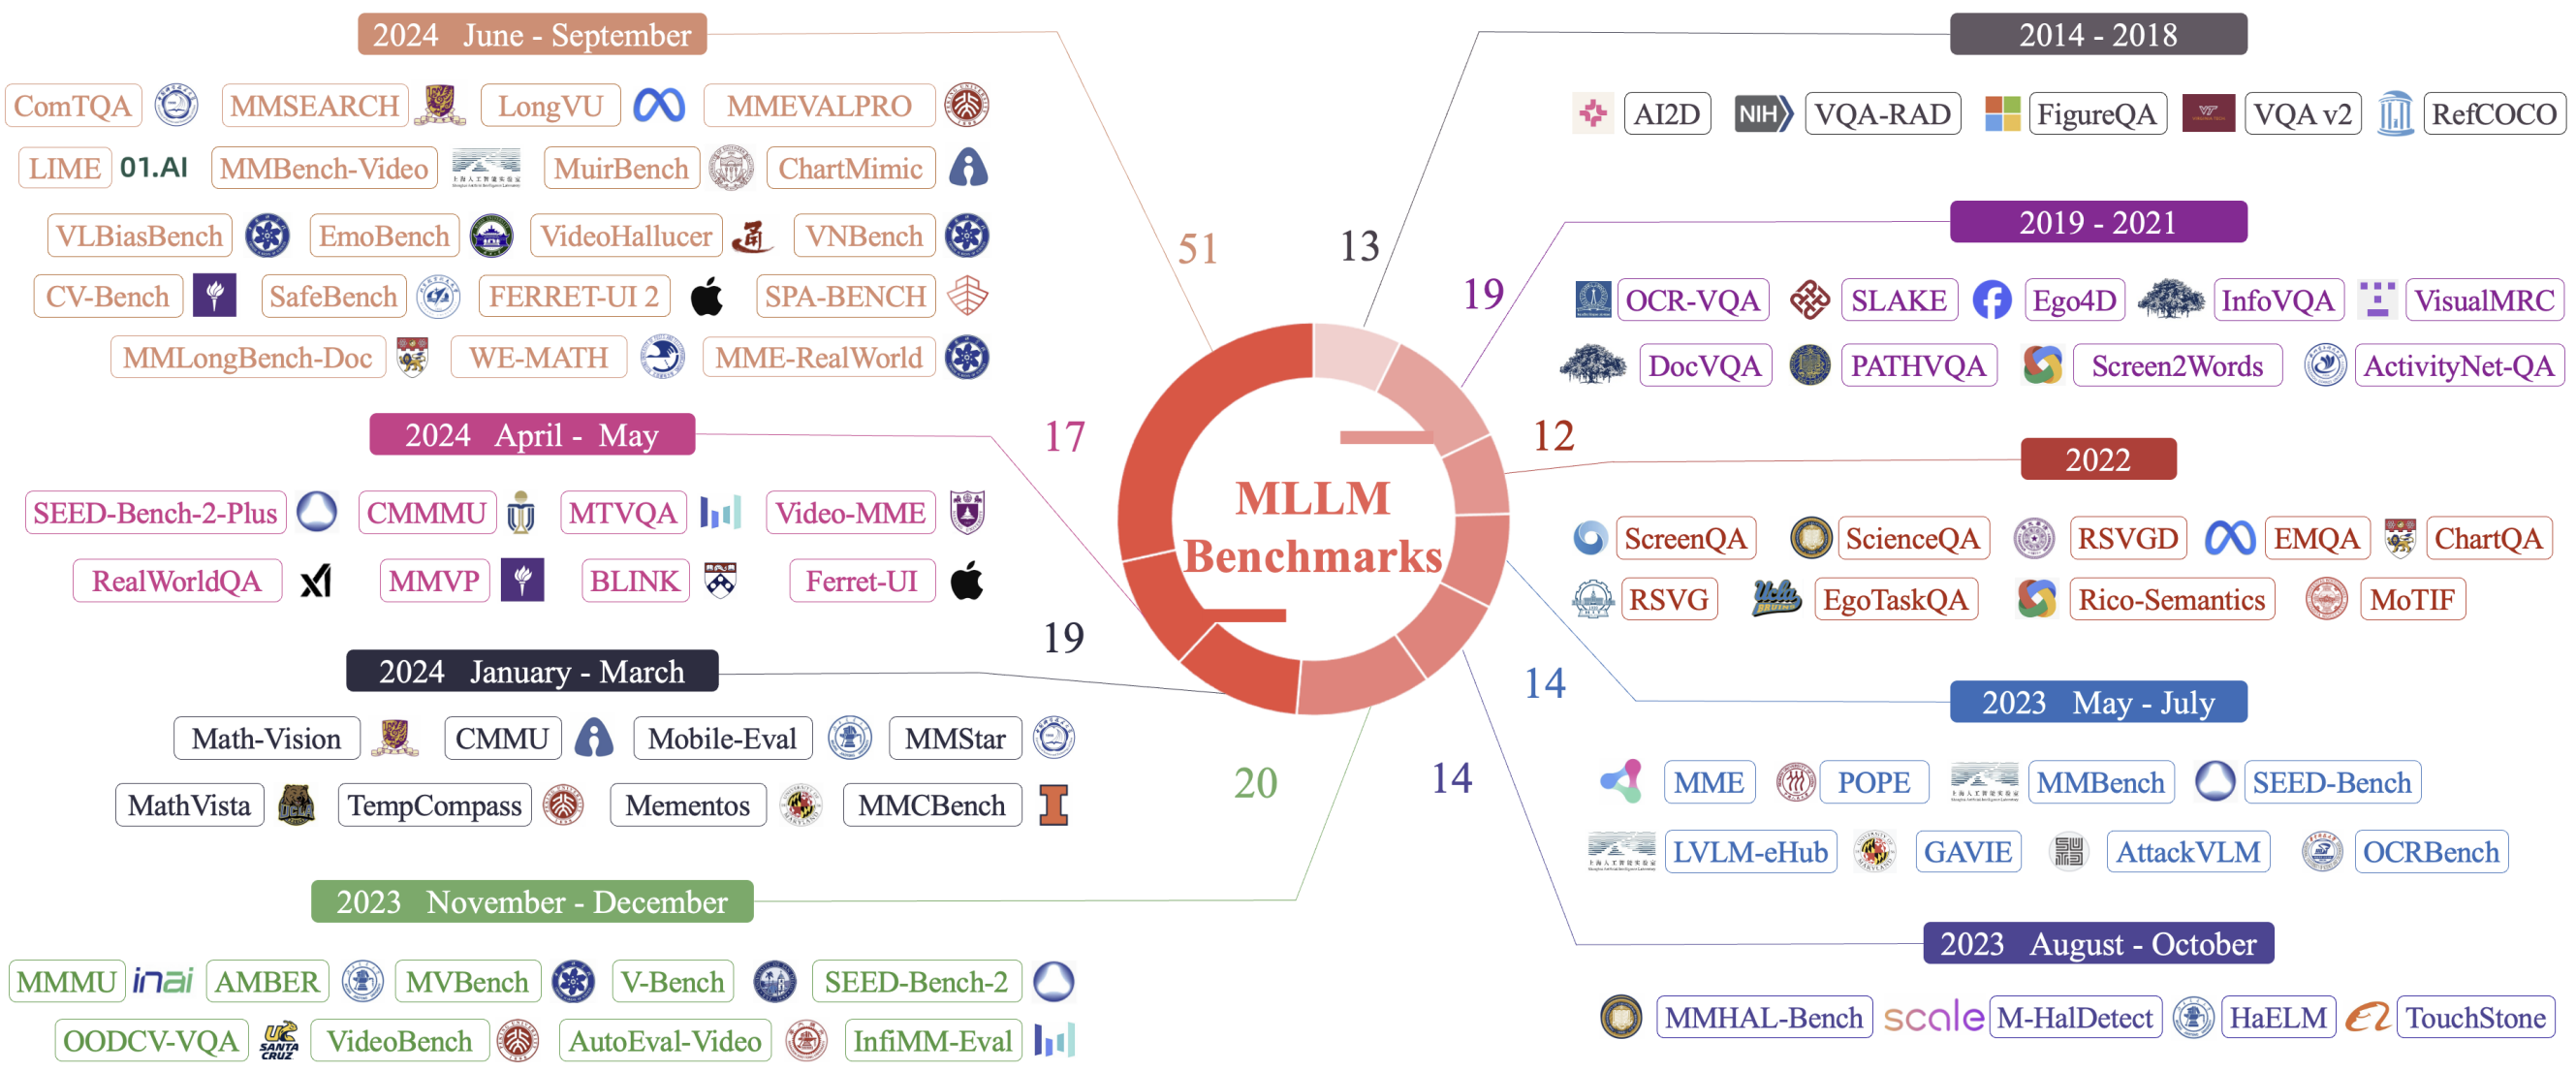 2024 June - September
ComTQA MMSEARCH LongVU MMEVALPRO
LIME 01.AI MMBench-Video MuirBench ChartMimic
VLBiasBench EmoBench VideoHallucer VNBench
CV-Bench SafeBench FERRET-UI 2 SPA-BENCH
MMLongBench-Doc WE-MATH MME-RealWorld
51
2024 April - May
17
SEED-Bench-2-Plus CMMMU MTVQA Video-MME
RealWorldQA MMVP BLINK Ferret-UI
2024 January - March
19
Math-Vision CMMU Mobile-Eval MMStar
MathVista TempCompass Mementos MMCBench
2023 November - December
20
MMMU inai AMBER MVBench V-Bench SEED-Bench-2
OODCV-VQA UC SANTA CRUZ VideoBench AutoEval-Video InfiMM-Eval
MLLM
Benchmarks
2014 - 2018
13
AI2D NIH VQA-RAD FigureQA VQA v2 RefCOCO
2019 - 2021
19
OCR-VQA SLAKE Ego4D InfoVQA VisualMRC
DocVQA PATHVQA Screen2Words ActivityNet-QA
2022
12
ScreenQA ScienceQA RSVGD EMQA ChartQA
RSVG Ucla BRUINS EgoTaskQA Rico-Semantics MoTIF
2023 May - July
14
MME POPE MMBench SEED-Bench
LVLM-eHub GAVIE AttackVLM OCRBench
2023 August - October
14
MMHAL-Bench scale M-HalDetect HaELM TouchStone